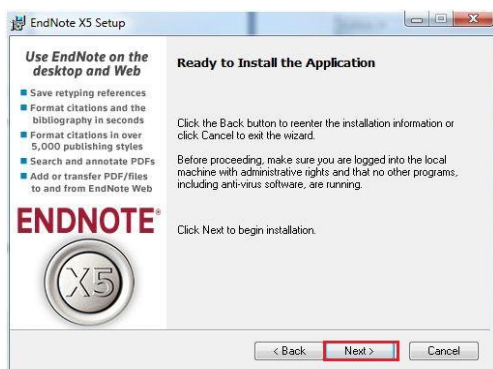 EndNote X5 Setup
Use EndNote on the
desktop and Web
Save retyping references
Format citations and the
bibliography in seconds
Format citations in over
5,000 publishing styles
Search and annotate PDFs
Add or transfer PDF/files
to and from EndNote Web
ENDNOTE®
X5
Ready to Install the Application
Click the Back button to reenter the installation information or
click Cancel to exit the wizard.
Before proceeding, make sure you are logged into the local
machine with administrative rights and that no other programs,
including anti-virus software, are running.
Click Next to begin installation.
< Back
Next >
Cancel